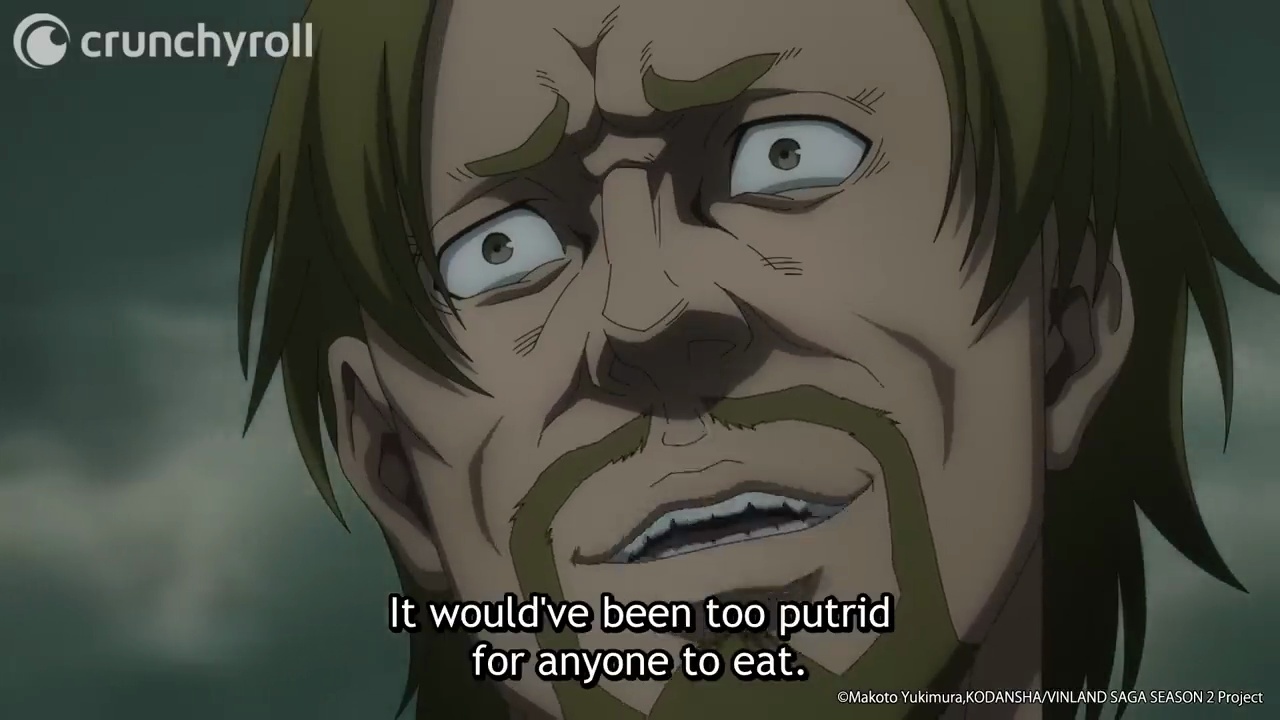 crunchyroll
It would've been too putrid
for anyone to eat.
©Makoto Yukimura,KODANSHA/VINLAND SAGA SEASON 2 Project